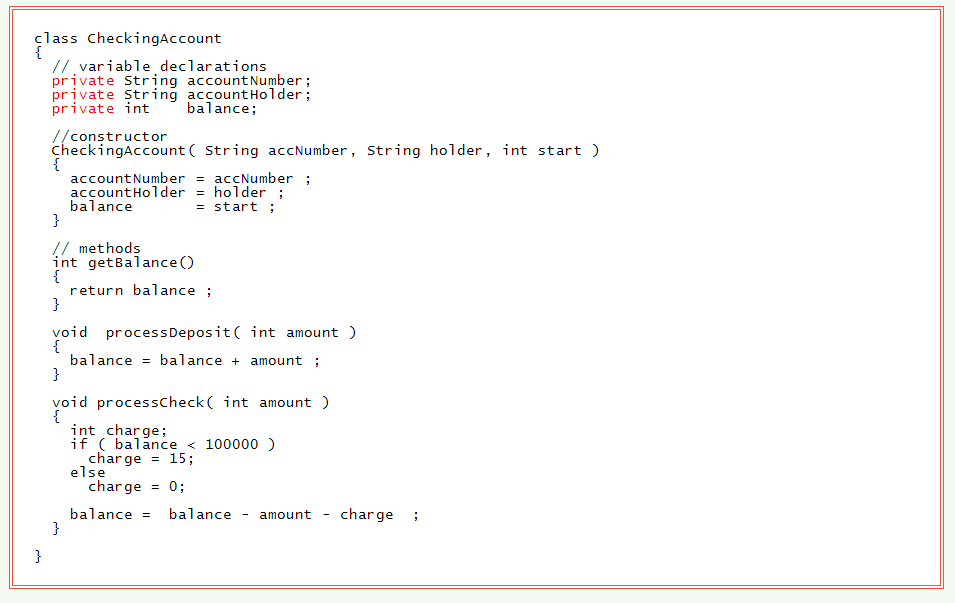 class CheckingAccount
{
  // variable declarations
  private String accountNumber;
  private String accountHolder;
  private int    balance;

  //constructor
  CheckingAccount( String accNumber, String holder, int start )
  {
    accountNumber = accNumber ;
    accountHolder = holder ;
    balance       = start ;
  }

  // methods
  int getBalance()
  {
    return balance ;
  }

  void  processDeposit( int amount )
  {
    balance = balance + amount ;
  }

  void processCheck( int amount )
  {
    int charge;
    if ( balance < 100000 )
      charge = 15;
    else
      charge = 0;

    balance =  balance - amount - charge  ;
  }

}